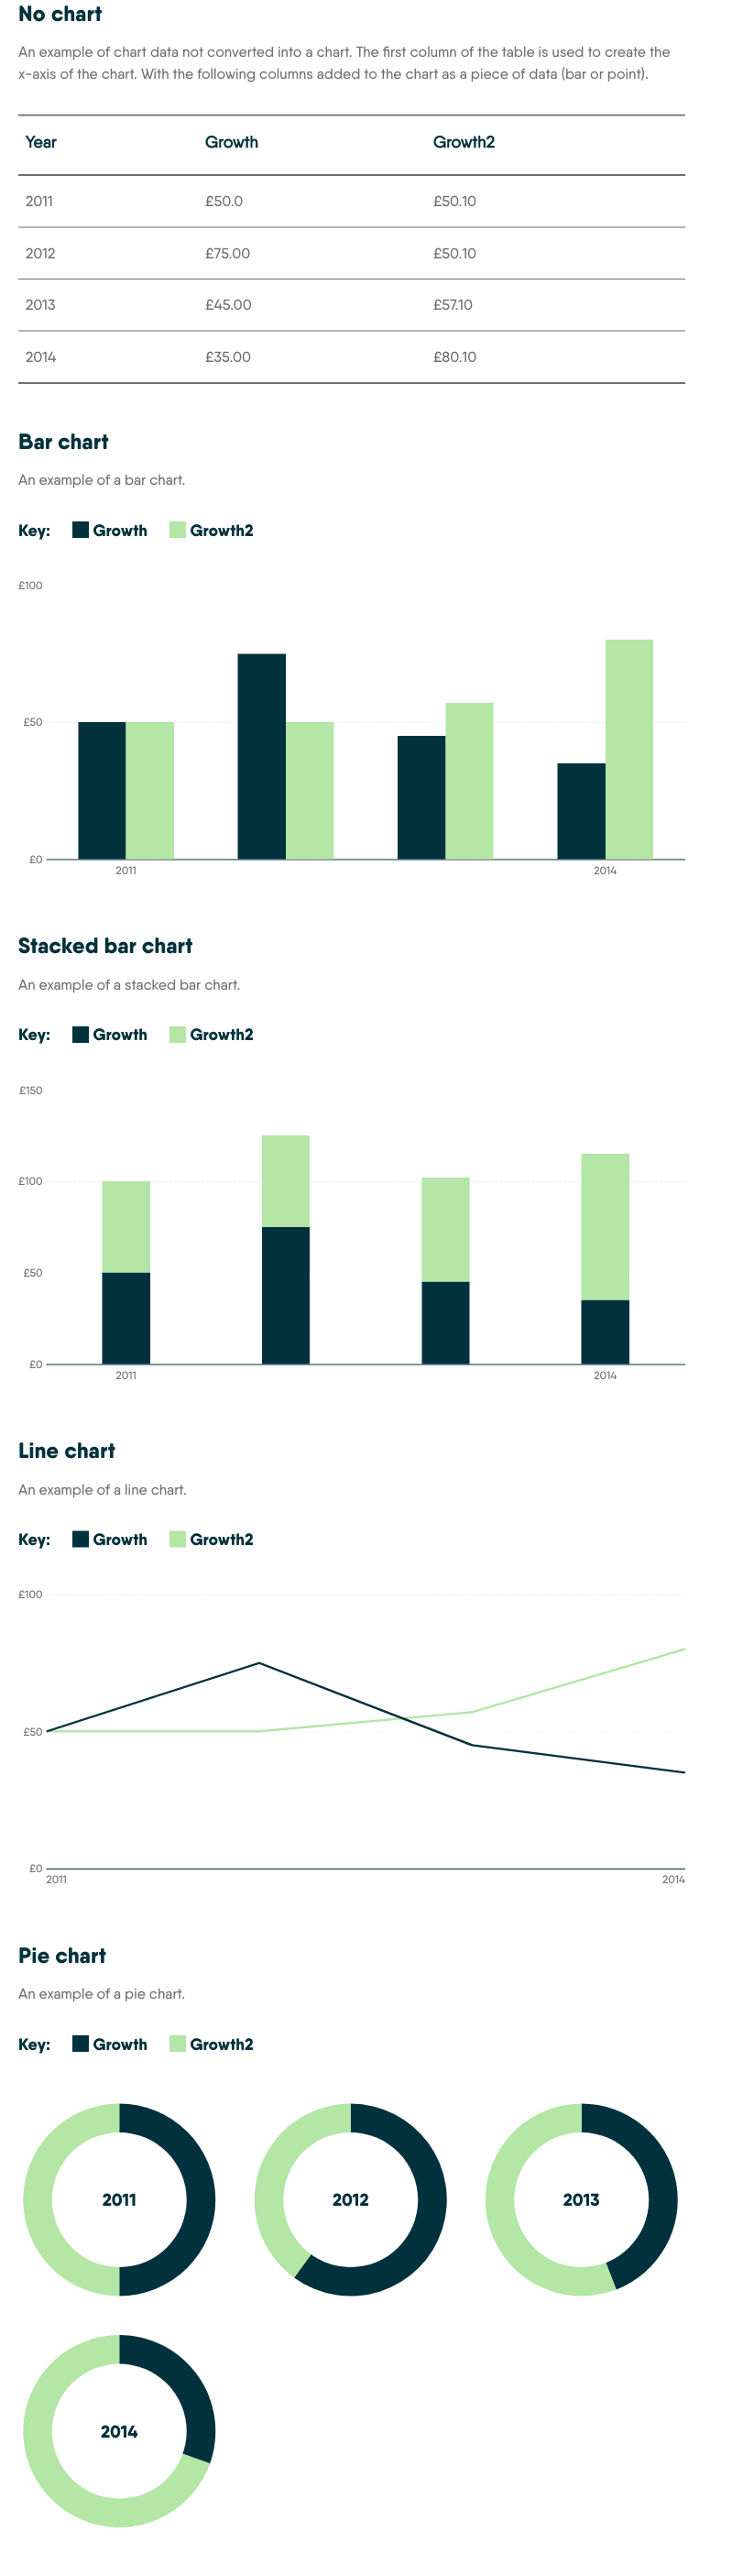 No chart
An example of chart data not converted into a chart. The first column of the table is used to create the
x-axis of the chart. With the following columns added to the chart as a piece of data (bar or point).
Year Growth Growth2
2011 £50.0 £50.10
2012 £75.00 £50.10
2013 £45.00 £57.10
2014 £35.00 £80.10
Bar chart
An example of a bar chart.
Key: Growth Growth2
£100
£50
£0
2011 2014
Stacked bar chart
An example of a stacked bar chart.
Key: Growth Growth2
£150
£100
£50
£0
2011 2014
Line chart
An example of a line chart.
Key: Growth Growth2
£100
£50
£0
2011 2014
Pie chart
An example of a pie chart.
Key: Growth Growth2
2011 2012 2013
2014